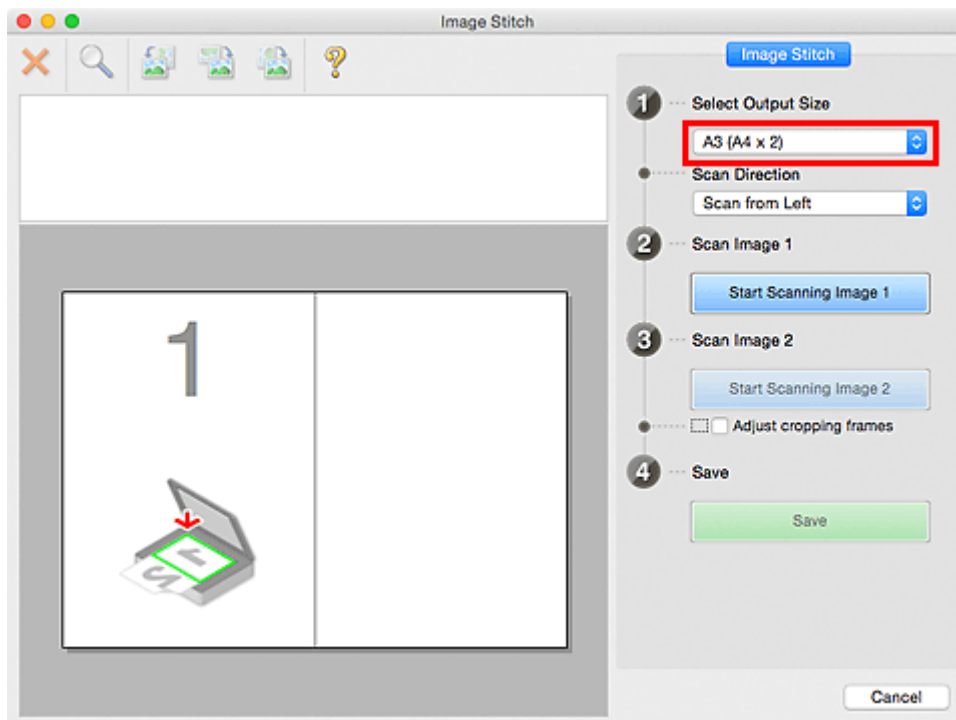 Image Stitch
Image Stitch
1 Select Output Size
A3 (A4 x 2)
Scan Direction
Scan from Left
2 Scan Image 1
Start Scanning Image 1
3 Scan Image 2
Start Scanning Image 2
Adjust cropping frames
4 Save
Save
1
1
2
Cancel